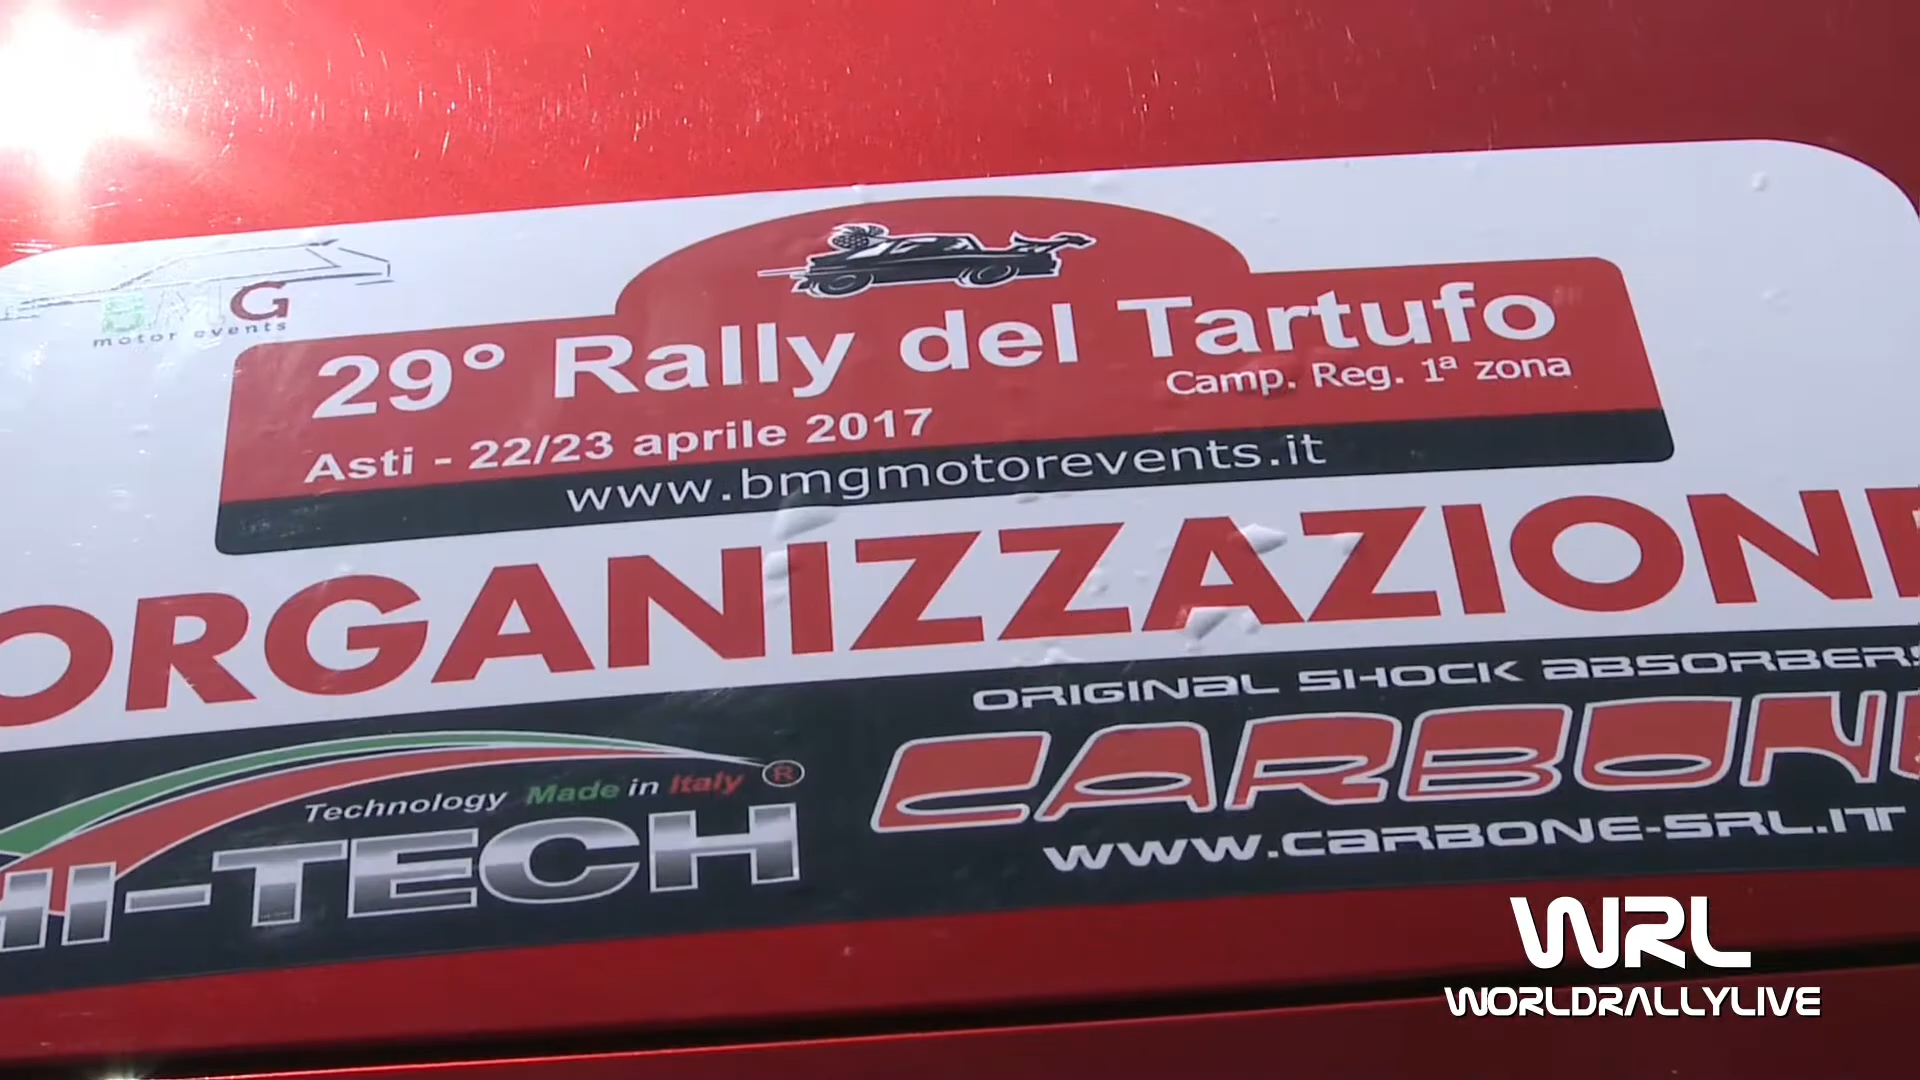 BMG
motor events
29° Rally del Tartufo
Camp. Reg. 1ª zona
Asti - 22/23 aprile 2017
www.bmgmotorevents.it
ORGANIZZAZIONE
ORIGINAL SHOCK ABSORBERS
CARBONE
www.CARBONE-SRL.IT
Technology Made in Italy ®
HI-TECH
WRL
WORLDRALLYLIVE